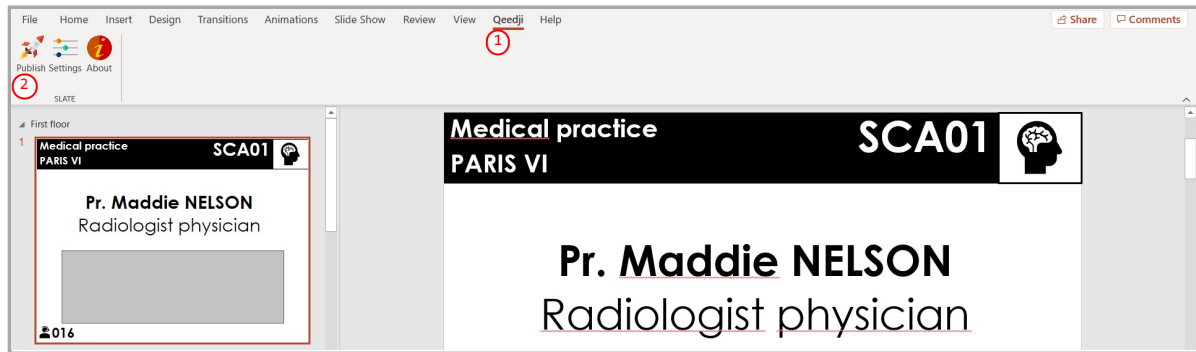 File Home Insert Design Transitions Animations Slide Show Review View Qeedji Help Share Comments
1
Publish Settings About
2
SLATE
First floor
1
Medical practice SCA01
PARIS VI
Pr. Maddie NELSON
Radiologist physician
016
Medical practice SCA01
PARIS VI
Pr. Maddie NELSON
Radiologist physician